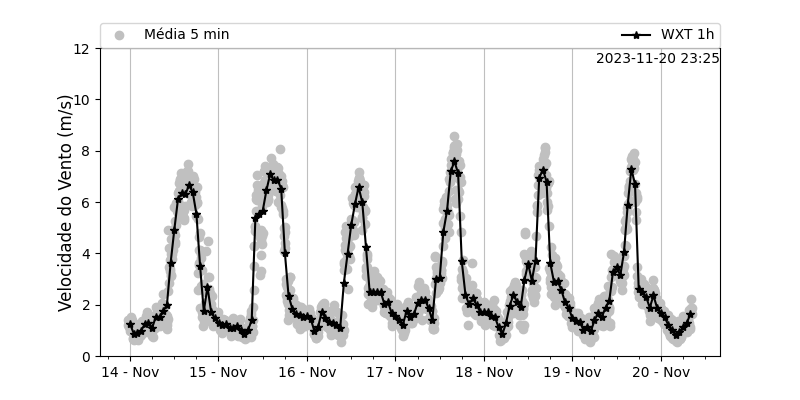 Média 5 min
WXT 1h
2023-11-20 23:25
Velocidade do Vento (m/s)
12
10
8
6
4
2
0
14 - Nov
15 - Nov
16 - Nov
17 - Nov
18 - Nov
19 - Nov
20 - Nov